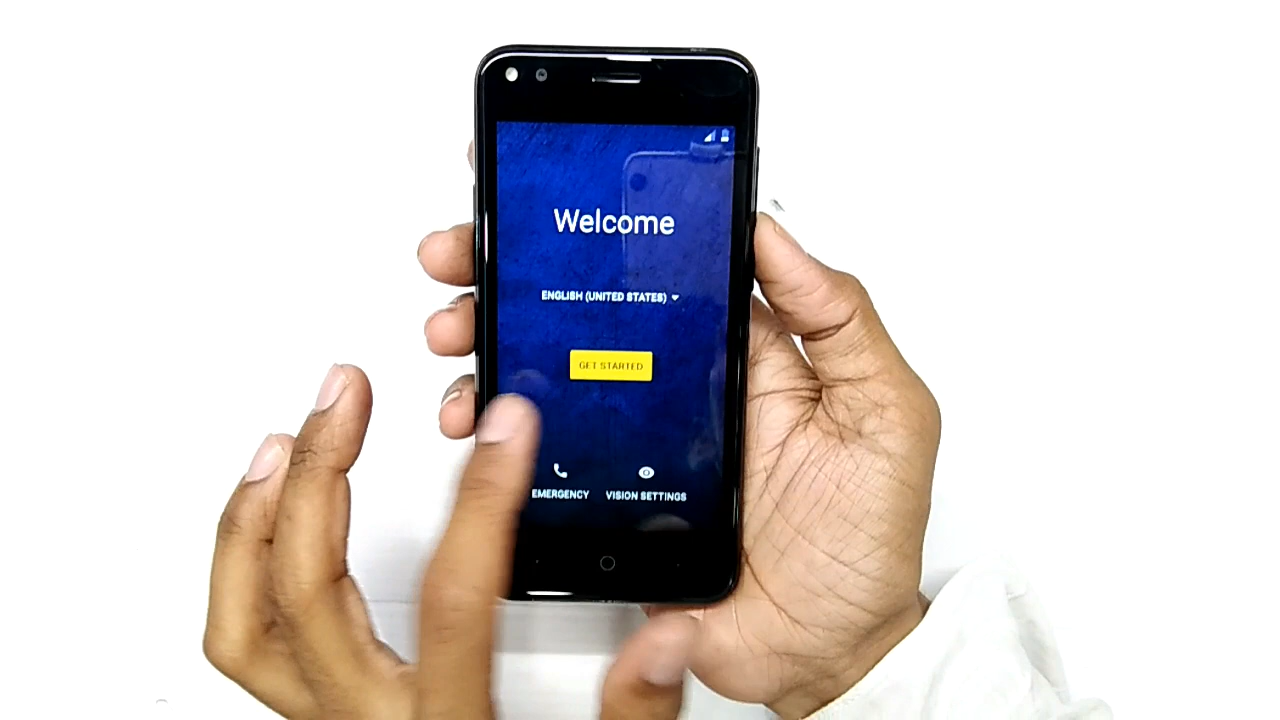 Welcome
ENGLISH (UNITED STATES)
GET STARTED
EMERGENCY
VISION SETTINGS